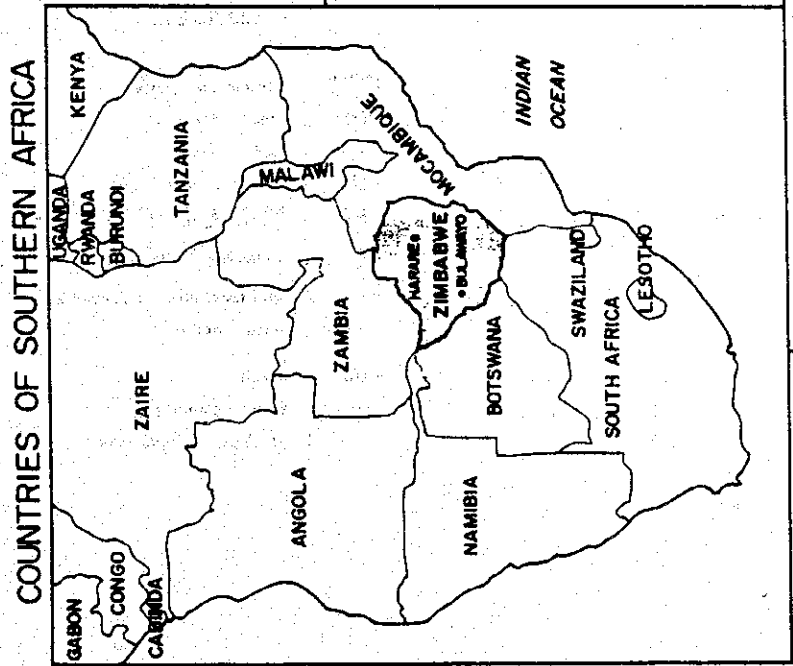 COUNTRIES OF SOUTHERN AFRICA
GABON
CONGO
CABINDA
ZAIRE
UGANDA
RWANDA
BURUNDI
KENYA
TANZANIA
ANGOLA
ZAMBIA
MALAWI
MOCAMBIQUE
HARARE
ZIMBABWE
BULAWAYO
NAMIBIA
BOTSWANA
SOUTH AFRICA
SWAZILAND
LESOTHO
INDIAN
OCEAN